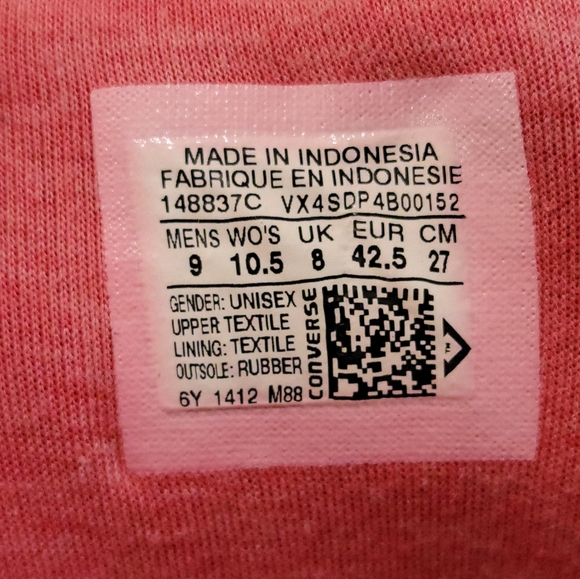 MADE IN INDONESIA
FABRIQUE EN INDONESIE
148837C VX4SDP4B00152
MENS WO'S UK EUR CM
9 10.5 8 42.5 27
GENDER: UNISEX
UPPER TEXTILE
LINING: TEXTILE
OUTSOLE: RUBBER
6Y 1412 M88
CONVERSE